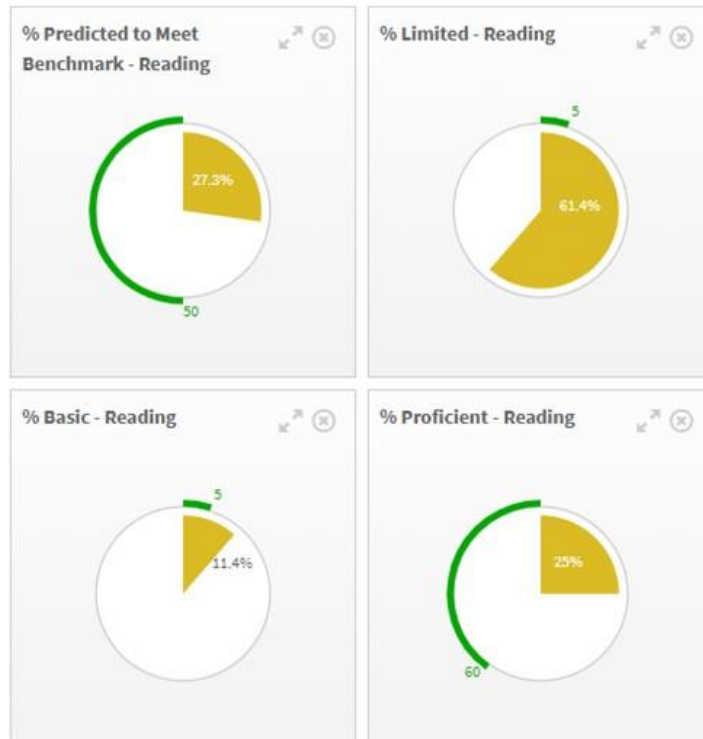 % Predicted to Meet
Benchmark - Reading
27.3%
50
% Limited - Reading
5
61.4%
% Basic - Reading
5
11.4%
% Proficient - Reading
25%
60